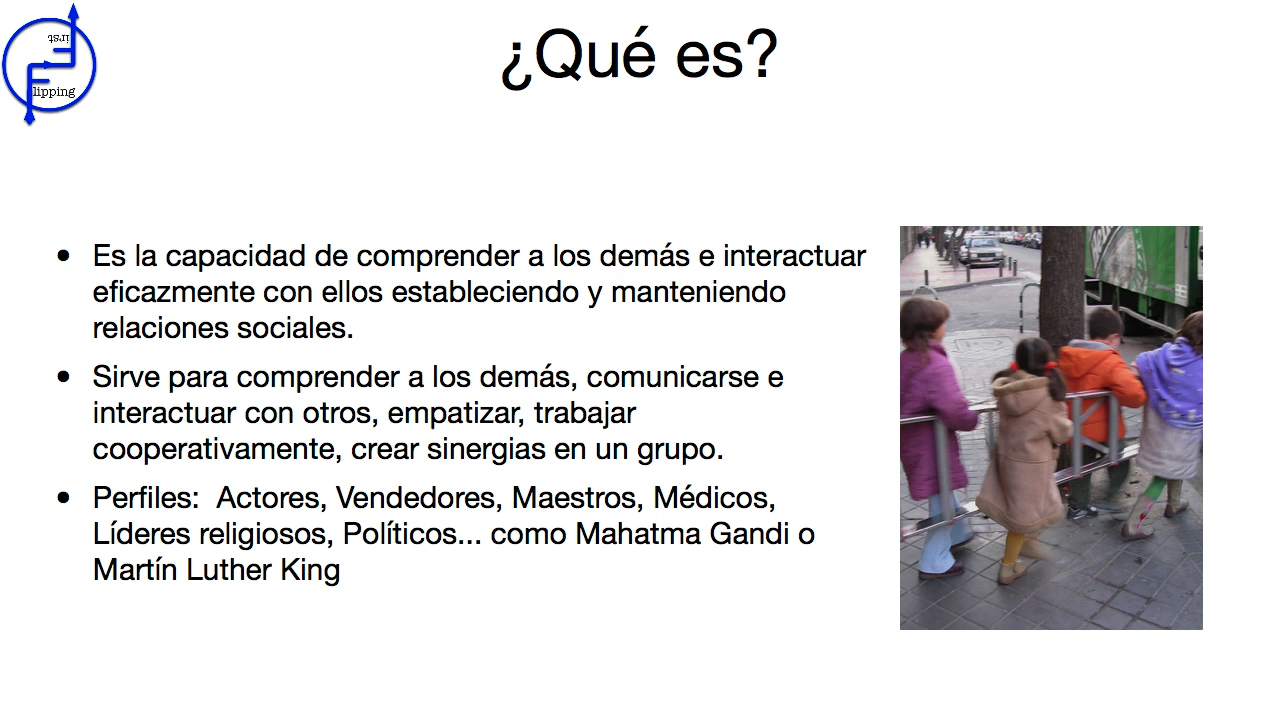 irst
lipping
¿Qué es?
• Es la capacidad de comprender a los demás e interactuar
eficazmente con ellos estableciendo y manteniendo
relaciones sociales.
• Sirve para comprender a los demás, comunicarse e
interactuar con otros, empatizar, trabajar
cooperativamente, crear sinergias en un grupo.
• Perfiles:  Actores, Vendedores, Maestros, Médicos,
Líderes religiosos, Políticos... como Mahatma Gandi o
Martín Luther King